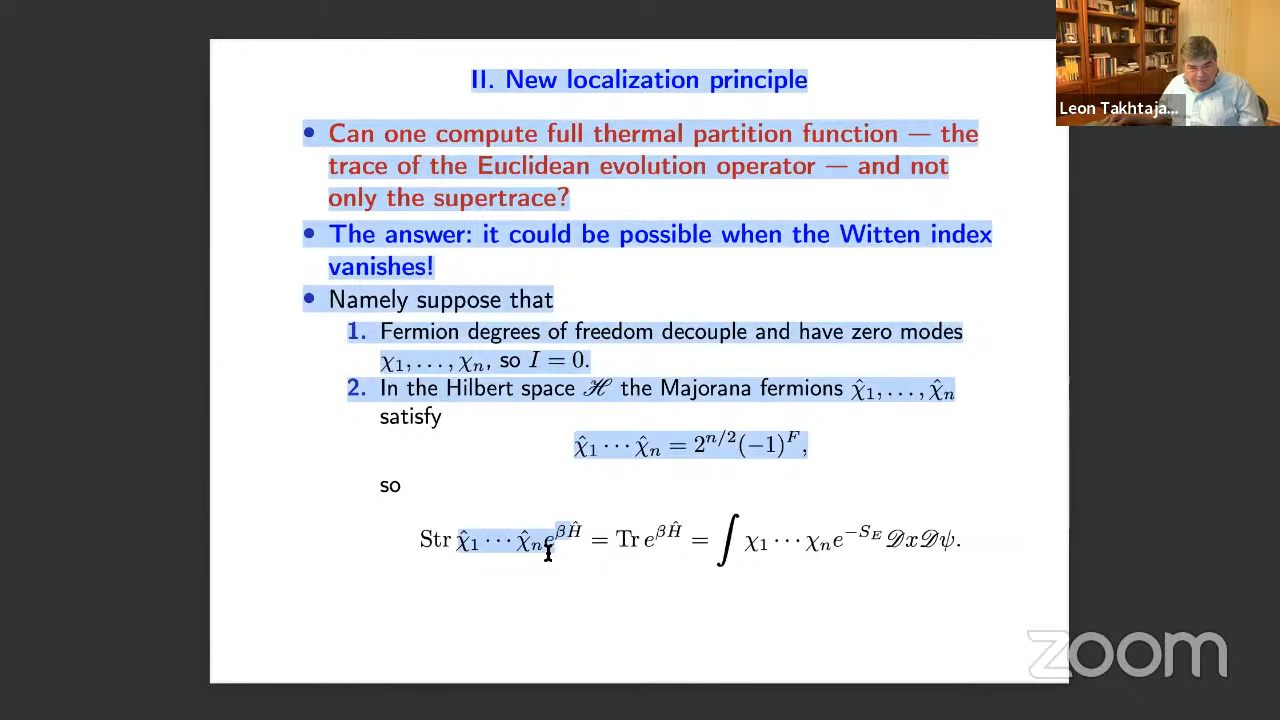 II. New localization principle
• Can one compute full thermal partition function — the
trace of the Euclidean evolution operator — and not
only the supertrace?
• The answer: it could be possible when the Witten index
vanishes!
• Namely suppose that
1. Fermion degrees of freedom decouple and have zero modes
χ₁, . . . , χₙ, so I = 0.
2. In the Hilbert space ℋ the Majorana fermions χ̂₁, . . . , χ̂ₙ
satisfy
χ̂₁ · · · χ̂ₙ = 2^{n/2}(−1)^F,
so
Str χ̂₁ · · · χ̂ₙe^{βĤ} = Tr e^{βĤ} = ∫ χ₁ · · · χₙe^{−S_E}𝒟x𝒟ψ.
Leon Takhtaja...
zoom